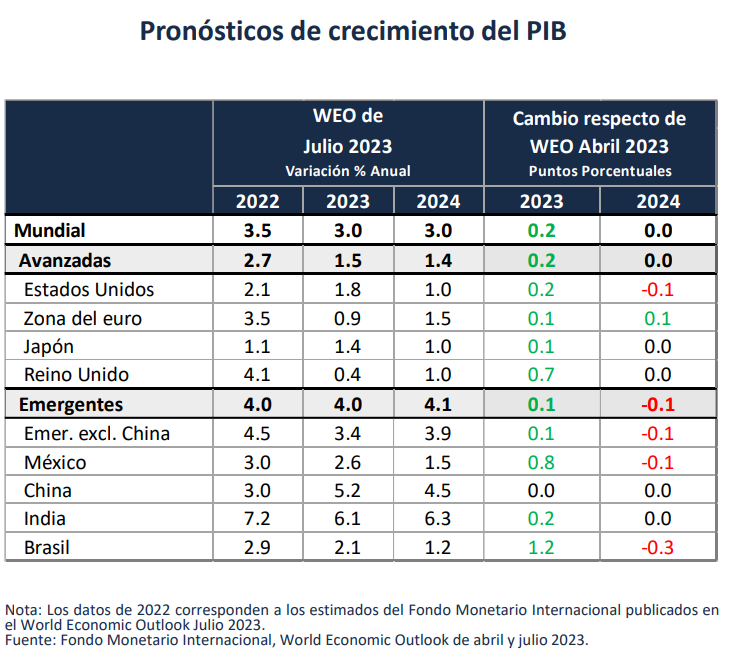 Pronósticos de crecimiento del PIB
WEO de
Julio 2023
Variación % Anual
Cambio respecto de
WEO Abril 2023
Puntos Porcentuales
2022 2023 2024 2023 2024
Mundial 3.5 3.0 3.0 0.2 0.0
Avanzadas 2.7 1.5 1.4 0.2 0.0
Estados Unidos 2.1 1.8 1.0 0.2 -0.1
Zona del euro 3.5 0.9 1.5 0.1 0.1
Japón 1.1 1.4 1.0 0.1 0.0
Reino Unido 4.1 0.4 1.0 0.7 0.0
Emergentes 4.0 4.0 4.1 0.1 -0.1
Emer. excl. China 4.5 3.4 3.9 0.1 -0.1
México 3.0 2.6 1.5 0.8 -0.1
China 3.0 5.2 4.5 0.0 0.0
India 7.2 6.1 6.3 0.2 0.0
Brasil 2.9 2.1 1.2 1.2 -0.3
Nota: Los datos de 2022 corresponden a los estimados del Fondo Monetario Internacional publicados en
el World Economic Outlook Julio 2023.
Fuente: Fondo Monetario Internacional, World Economic Outlook de abril y julio 2023.